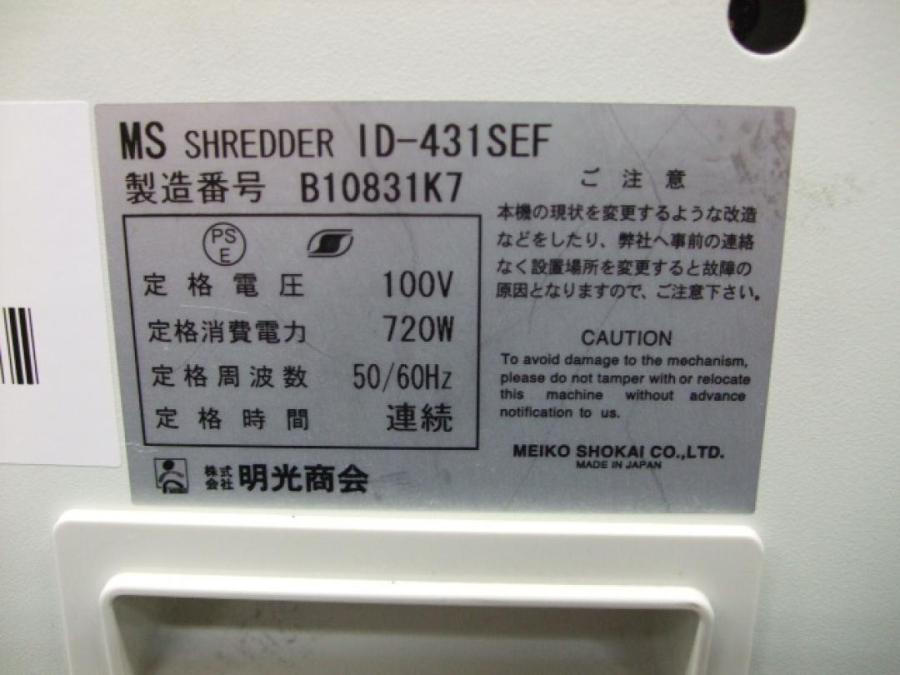 MS SHREDDER ID-431SEF
製造番号 B10831K7
PS
E
定格電圧 100V
定格消費電力 720W
定格周波数 50/60Hz
定格時間 連続
株式
会社 明光商会
ご注意
本機の現状を変更するような改造
などをしたり、弊社へ事前の連絡
なく設置場所を変更すると故障の
原因となりますので、ご注意下さい。
CAUTION
To avoid damage to the mechanism,
please do not tamper with or relocate
this machine without advance
notification to us.
MEIKO SHOKAI CO.,LTD.
MADE IN JAPAN